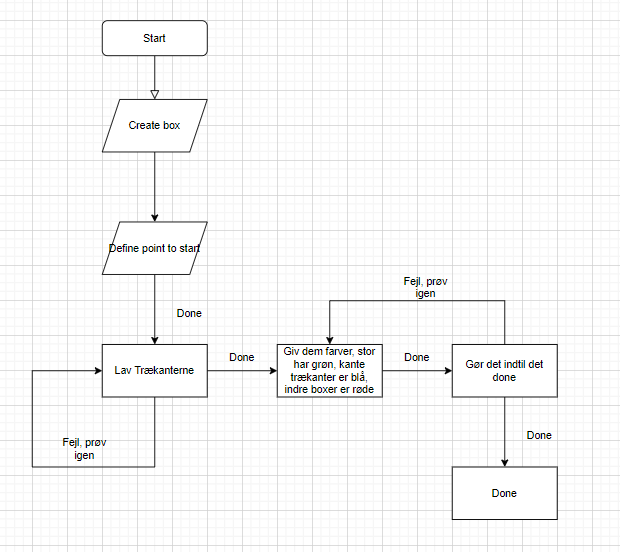 Start
Create box
Define point to start
Done
Fejl, prøv
igen
Lav Trækanterne
Done
Giv dem farver, stor
har grøn, kante
trækanter er blå,
indre boxer er røde
Done
Gør det indtil det
done
Fejl, prøv
igen
Done
Done